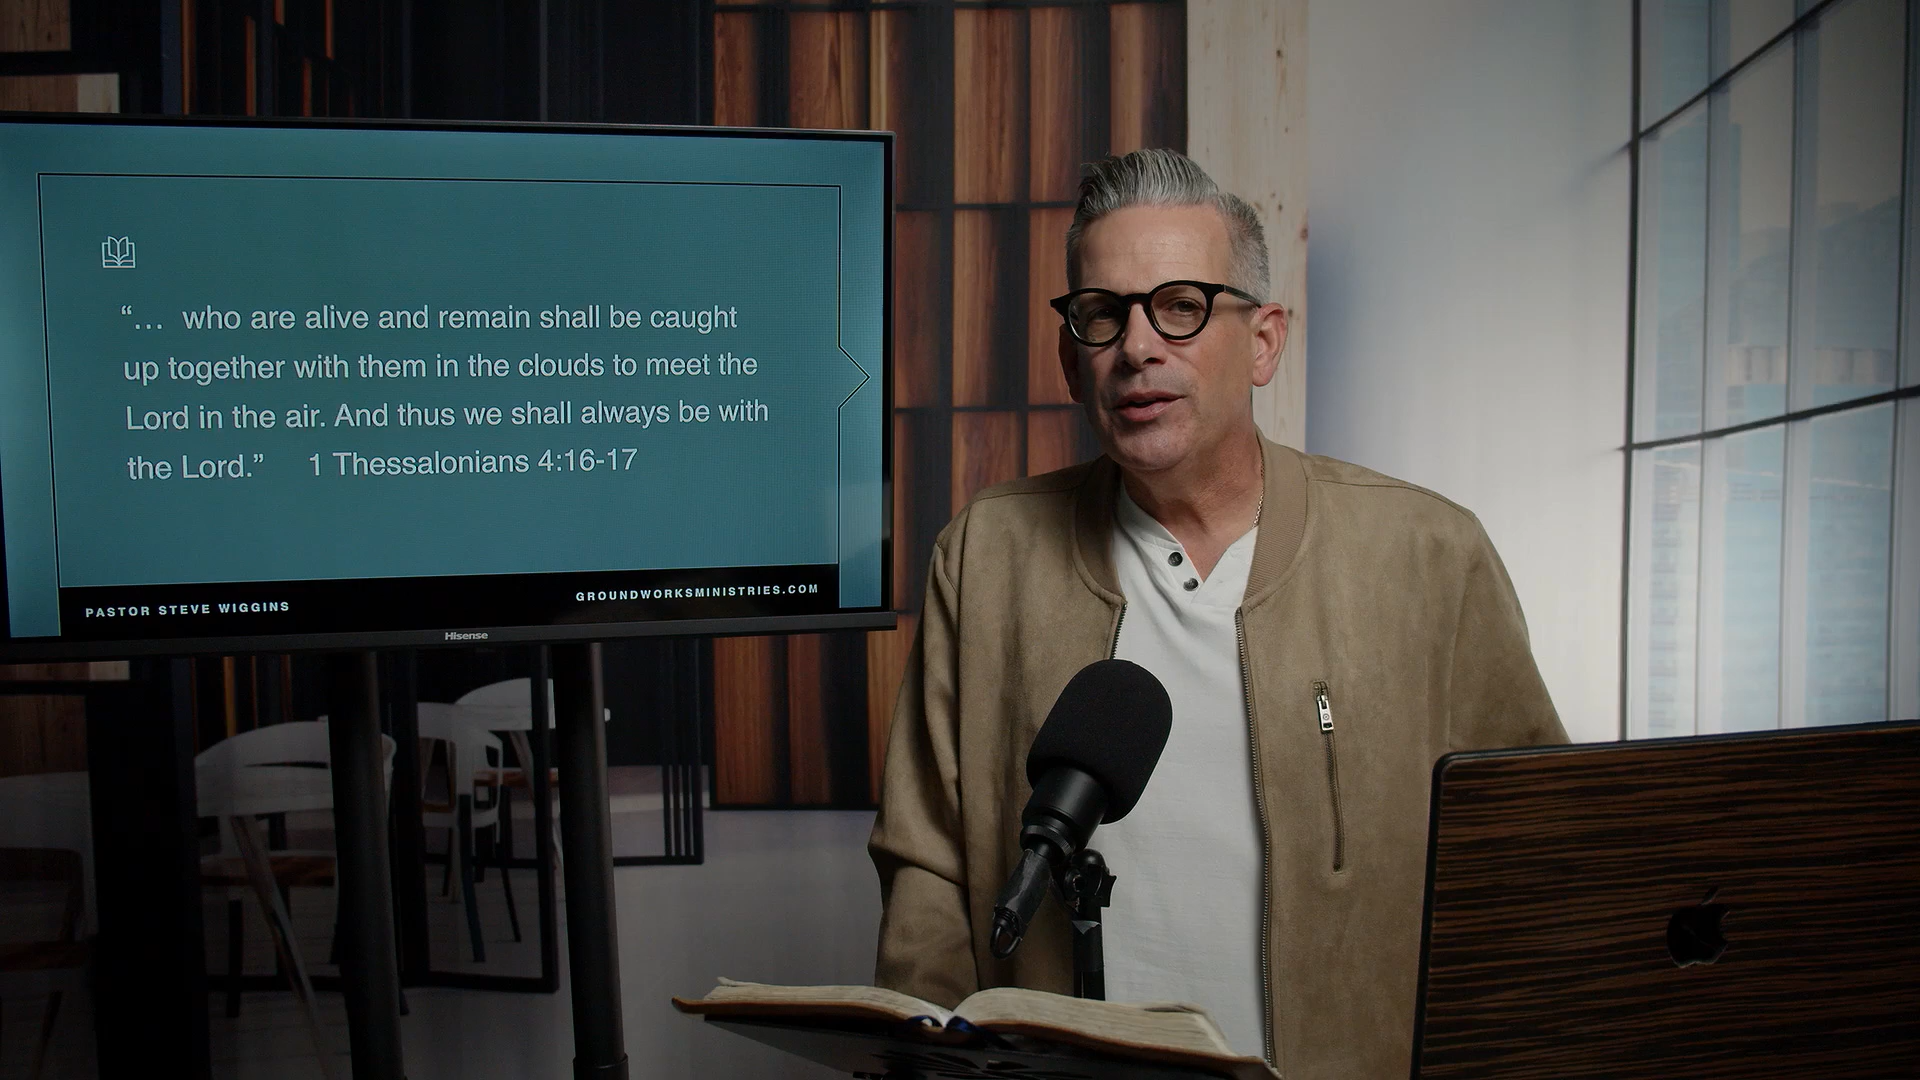 “... who are alive and remain shall be caught
up together with them in the clouds to meet the
Lord in the air. And thus we shall always be with
the Lord.” 1 Thessalonians 4:16-17
PASTOR STEVE WIGGINS
GROUNDWORKSMINISTRIES.COM
Hisense